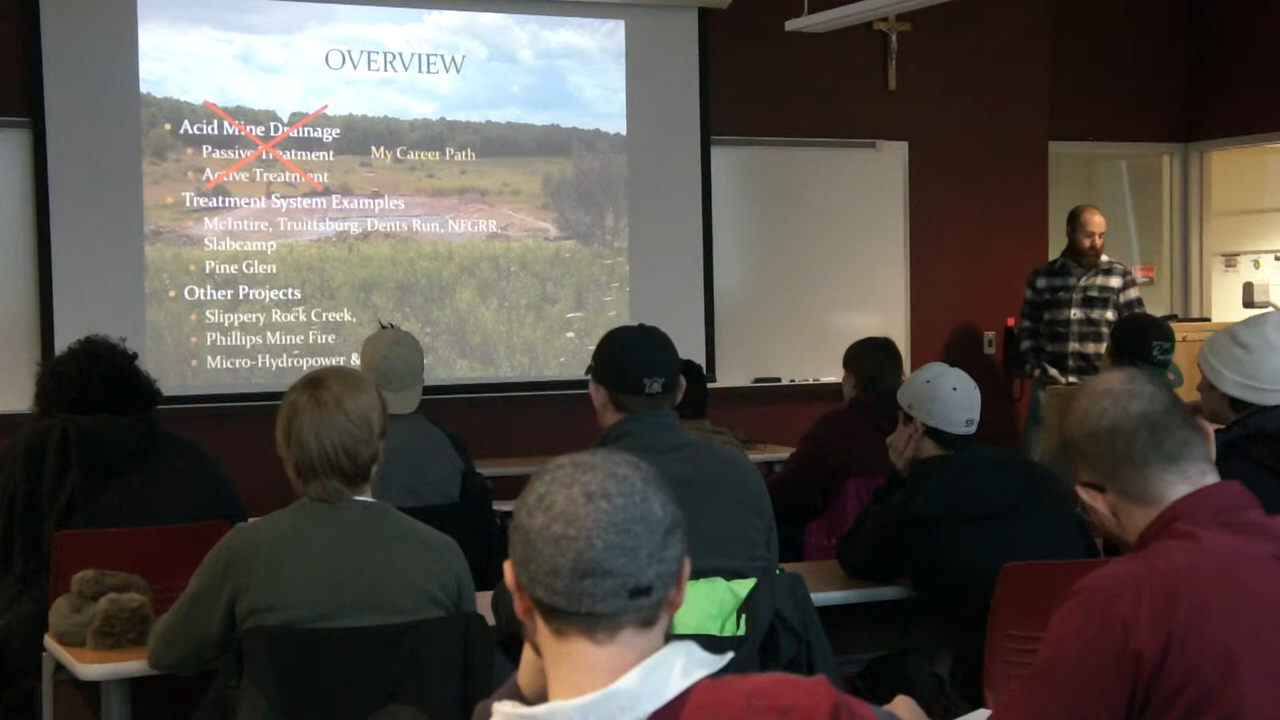 OVERVIEW
Acid Mine Drainage
Passive Treatment
My Career Path
Active Treatment
Treatment System Examples
McIntire, Truittsburg, Dents Run, NFGRR,
Slabcamp
Pine Glen
Other Projects
Slippery Rock Creek,
Phillips Mine Fire
Micro-Hydropower &